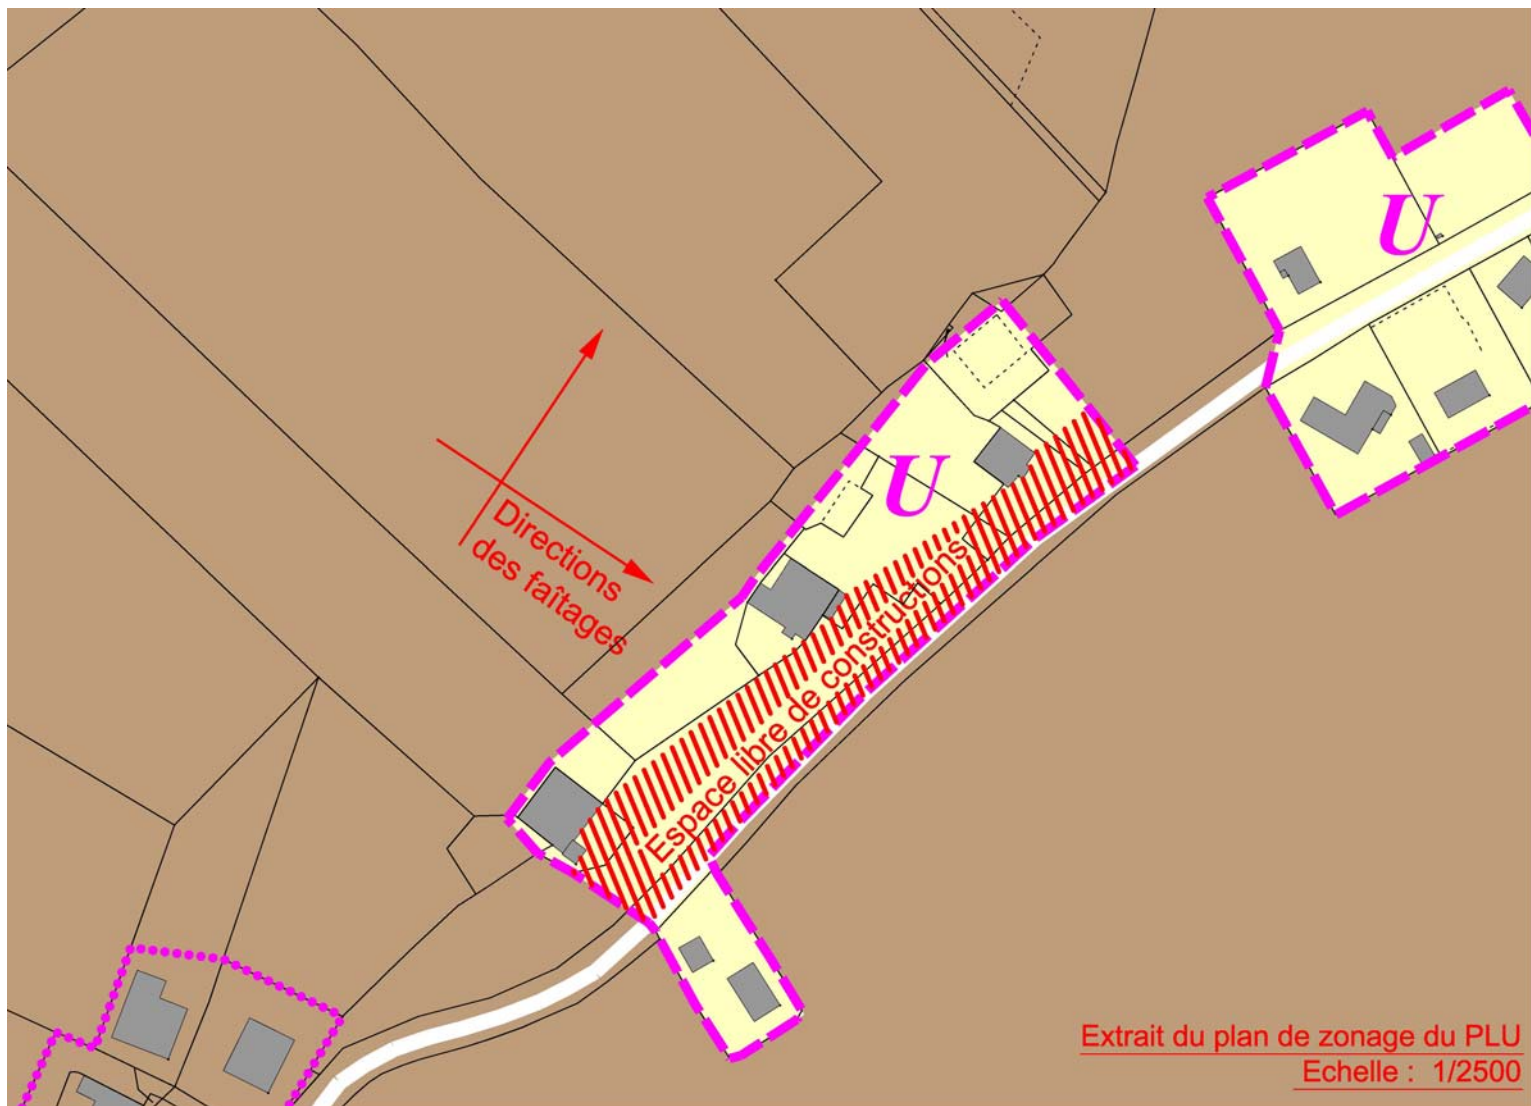 U
U
Directions
des faîtages
Espace libre de constructions
Extrait du plan de zonage du PLU
Echelle : 1/2500